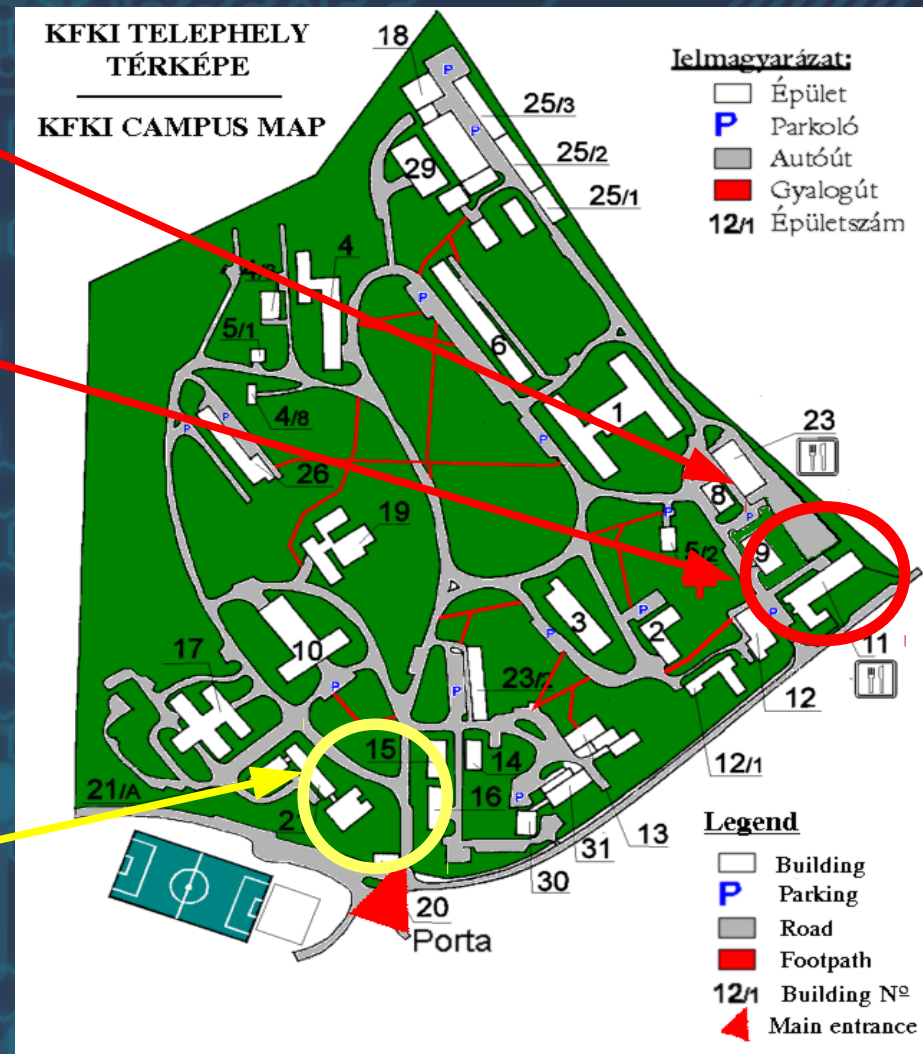 KFKI TELEPHELY
TÉRKÉPE
KFKI CAMPUS MAP
Jelmagyarázat:
Épület
P Parkoló
Autóút
Gyalogút
12/1 Épületszám
18
P
25/3
P
25/2
29
25/1
4
5/1
P
6
4/8
P
P
26
1
P
23
8
P
P
19
5/2
9
P
3
P
2
P
11
17
10
P
23/2
P
12
15
14
12/1
21/A
16
P
31
13
30
20
Porta
Legend
Building
P Parking
Road
Footpath
12/1 Building Nº
Main entrance